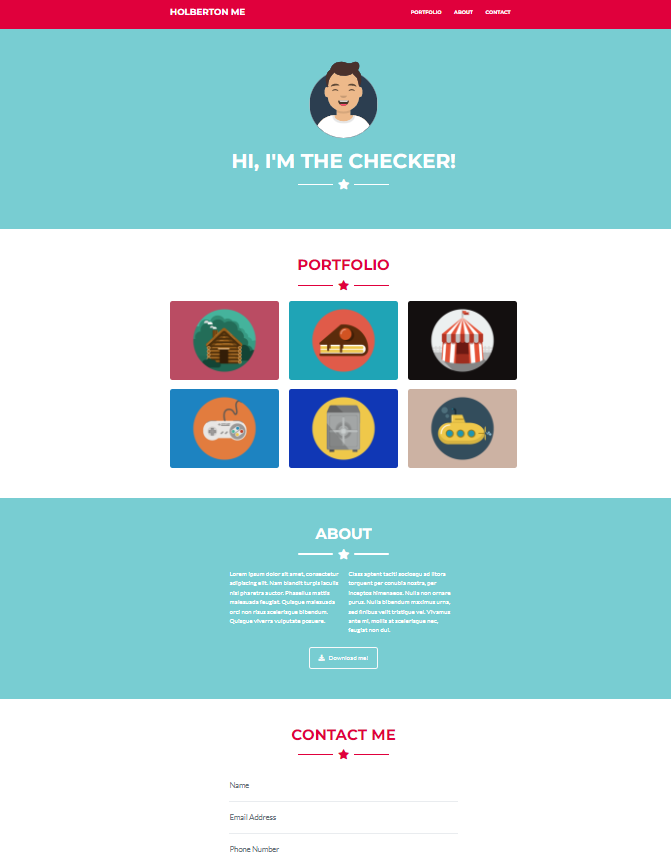 HOLBERTON ME
PORTFOLIO ABOUT CONTACT
HI, I'M THE CHECKER!
PORTFOLIO
ABOUT
Lorem ipsum dolor sit amet, consectetur
adipiscing elit. Nam blandit turpis iaculis
nisl pharetra auctor. Phasellus mattis
malesuada feugiat. Quisque malesuada
orci non risus scelerisque bibendum.
Quisque viverra vulputate posuere.
Class aptent taciti sociosqu ad litora
torquent per conubia nostra, per
inceptos himenaeos. Nulla non ornare
purus. Nulla bibendum maximus urna,
sed finibus velit tristique vel. Vivamus
ante mi, mollis at scelerisque nec,
feugiat non dui.
Download me!
CONTACT ME
Name
Email Address
Phone Number